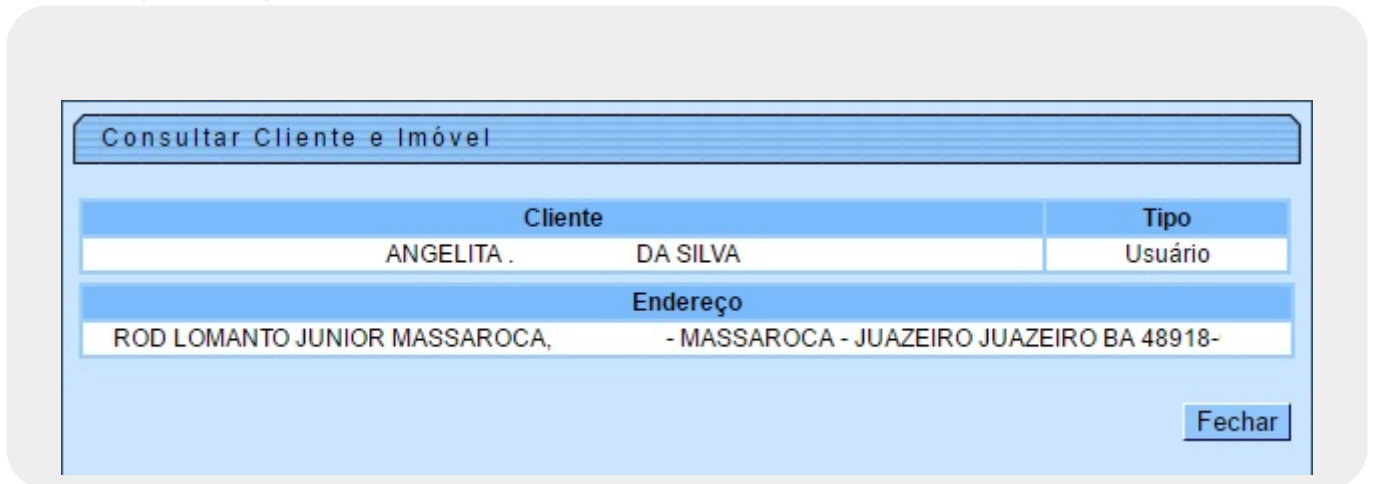 Consultar Cliente e Imóvel
Cliente Tipo
ANGELITA . DA SILVA Usuário
Endereço
ROD LOMANTO JUNIOR MASSAROCA, - MASSAROCA - JUAZEIRO JUAZEIRO BA 48918-
Fechar